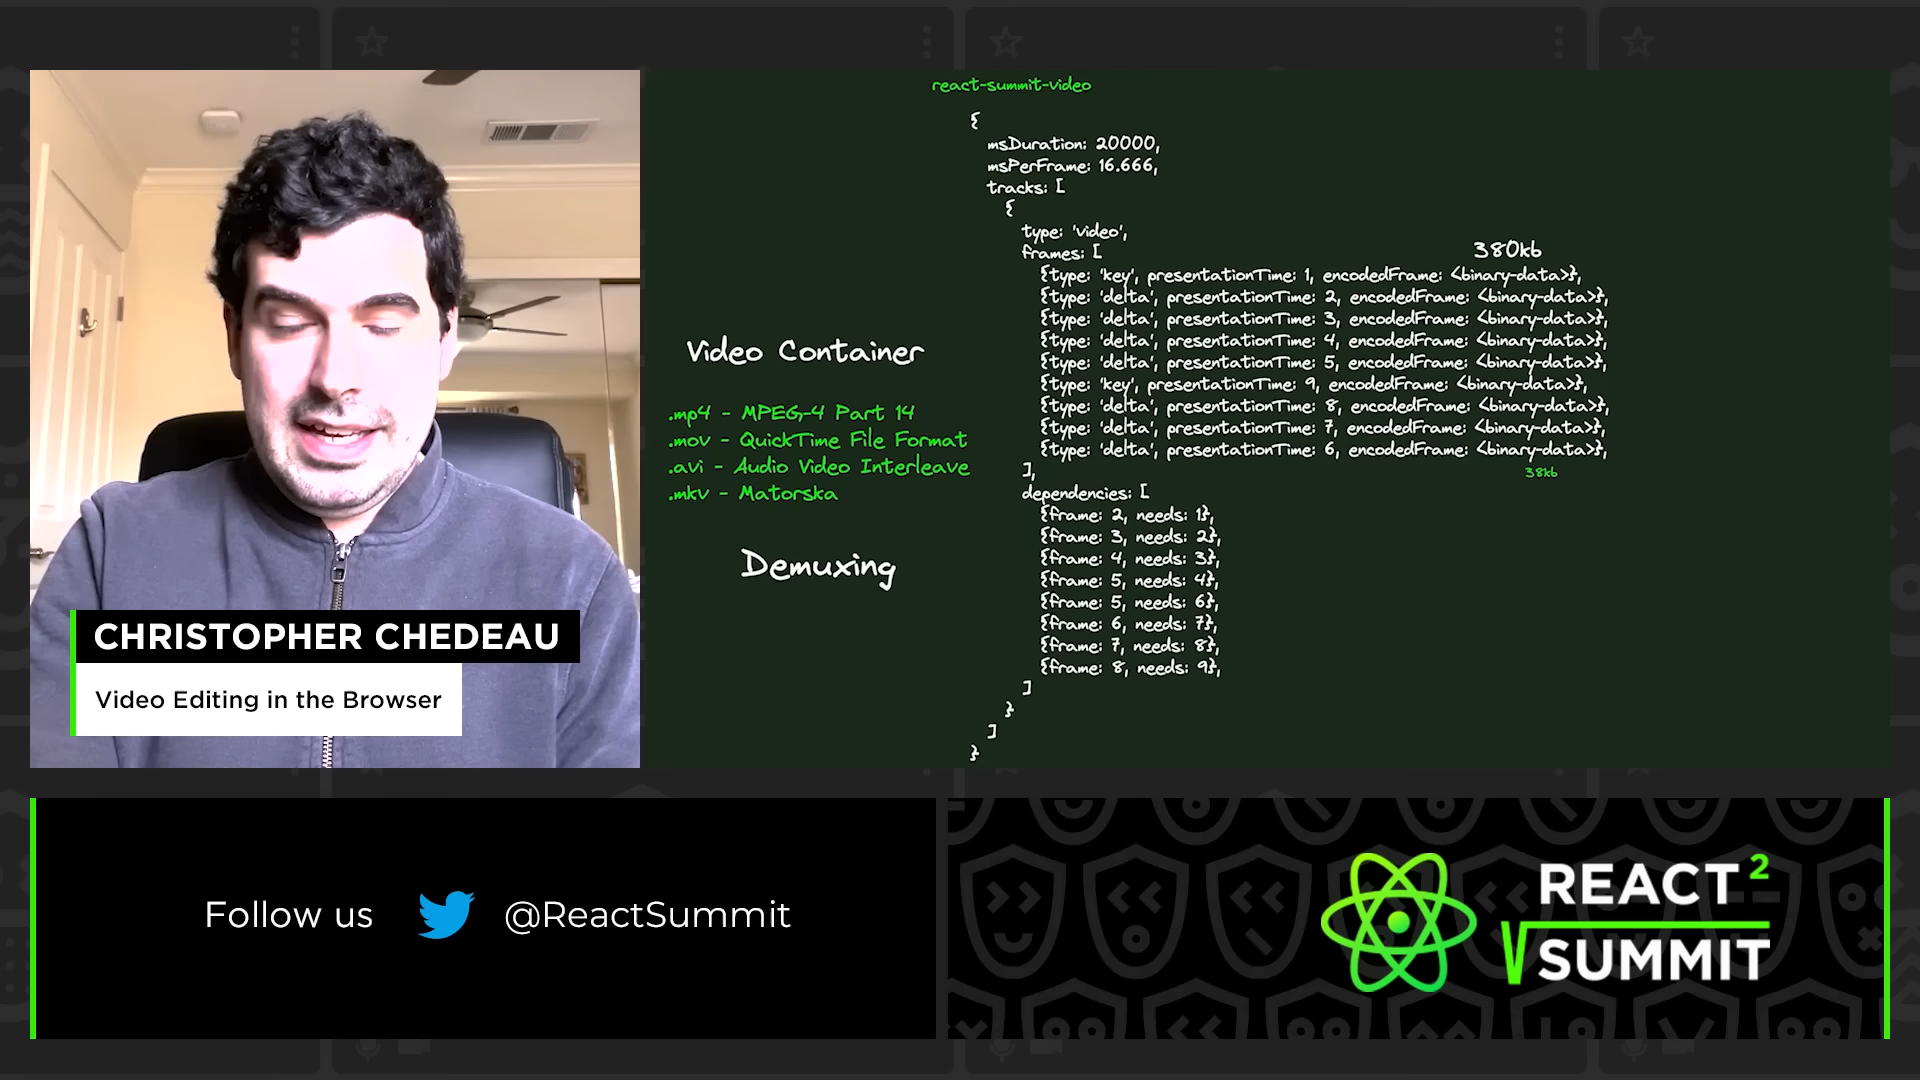 react-summit-video
{
msDuration: 20000,
msPerFrame: 16.666,
tracks: [
{
type: 'video',
frames: [
380kb
{type: 'key', presentationTime: 1, encodedFrame: <binary-data>},
{type: 'delta', presentationTime: 2, encodedFrame: <binary-data>},
{type: 'delta', presentationTime: 3, encodedFrame: <binary-data>},
{type: 'delta', presentationTime: 4, encodedFrame: <binary-data>},
{type: 'delta', presentationTime: 5, encodedFrame: <binary-data>},
{type: 'key', presentationTime: 9, encodedFrame: <binary-data>},
{type: 'delta', presentationTime: 8, encodedFrame: <binary-data>},
{type: 'delta', presentationTime: 7, encodedFrame: <binary-data>},
{type: 'delta', presentationTime: 6, encodedFrame: <binary-data>},
38kb
],
dependencies: [
{frame: 2, needs: 1},
{frame: 3, needs: 2},
{frame: 4, needs: 3},
{frame: 5, needs: 4},
{frame: 5, needs: 6},
{frame: 6, needs: 7},
{frame: 7, needs: 8},
{frame: 8, needs: 9},
]
}
]
}
Video Container
.mp4 - MPEG-4 Part 14
.mov - QuickTime File Format
.avi - Audio Video Interleave
.mkv - Matorska
Demuxing
CHRISTOPHER CHEDEAU
Video Editing in the Browser
Follow us @ReactSummit
REACT 2
SUMMIT